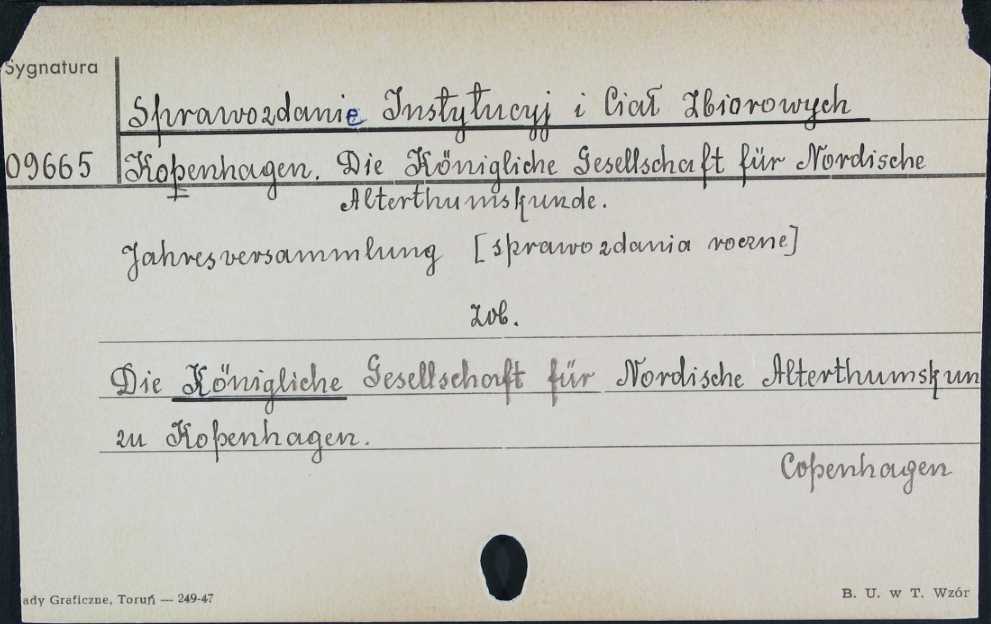 Sygnatura
Sprawozdanie Instytucyj i Ciał Zbiorowych
09665 Kopenhagen. Die Königliche Gesellschaft für Nordische
Alterthumskunde.
Jahresversammlung [sprawozdania roczne]
Zob.
Die Königliche Gesellschaft für Nordische Alterthumskun
zu Kopenhagen.
Copenhagen
ady Graficzne, Toruń — 249-47
B. U. w T. Wzór